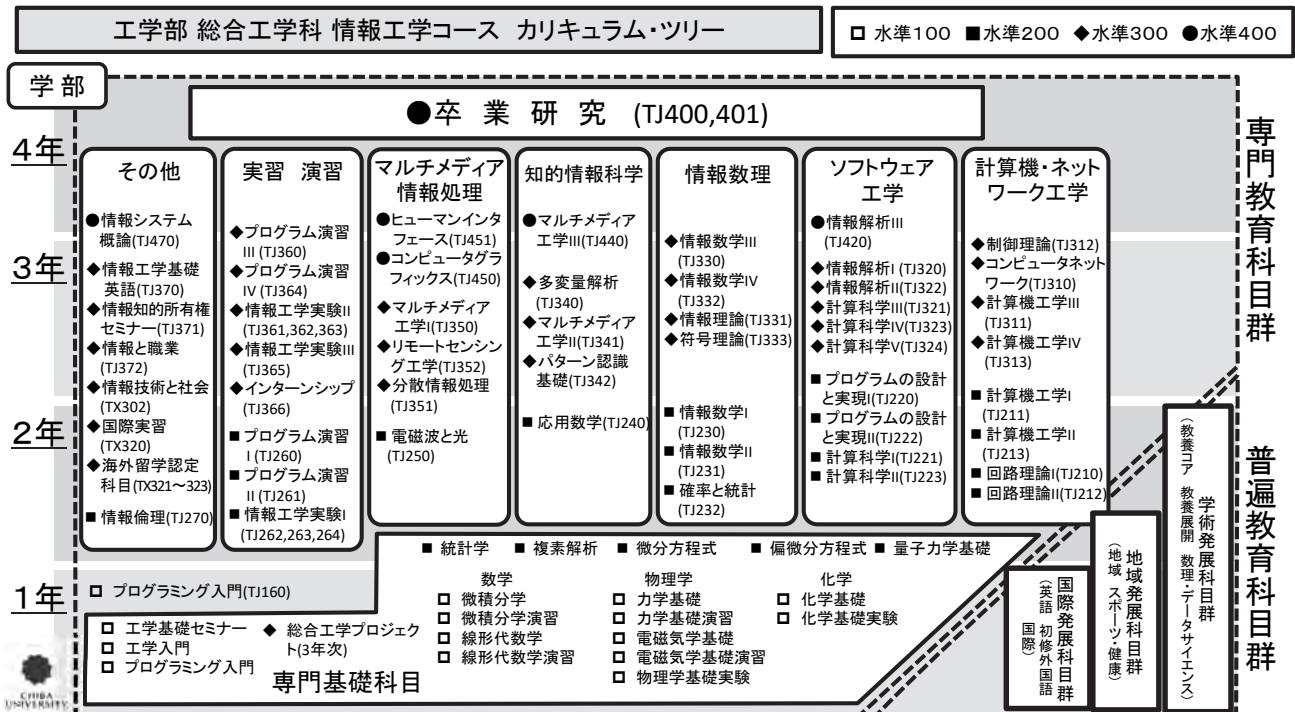 工学部 総合工学科 情報工学コース カリキュラム・ツリー
□ 水準100 ■水準200 ◆水準300 ●水準400
学部
●卒 業 研 究 (TJ400,401)
4年
3年
2年
1年
その他
●情報システム
概論(TJ470)
◆情報工学基礎
英語(TJ370)
◆情報知的所有権
セミナー(TJ371)
◆情報と職業
(TJ372)
◆情報技術と社会
(TX302)
◆国際実習
(TX320)
◆海外留学認定
科目(TX321～323)
■ 情報倫理(TJ270)
実習 演習
◆プログラム演習
III (TJ360)
◆プログラム演習
IV (TJ364)
◆情報工学実験II
(TJ361,362,363)
◆情報工学実験III
(TJ365)
◆インターンシップ
(TJ366)
■ プログラム演習
I (TJ260)
■ プログラム演習
II (TJ261)
■ 情報工学実験I
(TJ262,263,264)
マルチメディア
情報処理
●ヒューマンインタ
フェース(TJ451)
●コンピュータグラ
フィックス(TJ450)
◆マルチメディア
工学I(TJ350)
◆リモートセンシン
グ工学(TJ352)
◆分散情報処理
(TJ351)
■ 電磁波と光
(TJ250)
知的情報科学
●マルチメディア
工学III(TJ440)
◆多変量解析
(TJ340)
◆マルチメディア
工学II(TJ341)
◆パターン認識
基礎(TJ342)
■ 応用数学(TJ240)
情報数理
◆情報数学III
(TJ330)
◆情報数学IV
(TJ332)
◆情報理論(TJ331)
◆符号理論(TJ333)
■ 情報数学I
(TJ230)
■ 情報数学II
(TJ231)
■ 確率と統計
(TJ232)
ソフトウェア
工学
●情報解析III
(TJ420)
◆情報解析I (TJ320)
◆情報解析II(TJ322)
◆計算科学III(TJ321)
◆計算科学IV(TJ323)
◆計算科学V(TJ324)
■ プログラムの設計
と実現I(TJ220)
■ プログラムの設計
と実現II(TJ222)
■ 計算科学I(TJ221)
■ 計算科学II(TJ223)
計算機・ネット
ワーク工学
◆制御理論(TJ312)
◆コンピュータネット
ワーク(TJ310)
◆計算機工学III
(TJ311)
◆計算機工学IV
(TJ313)
■ 計算機工学I
(TJ211)
■ 計算機工学II
(TJ213)
■ 回路理論I(TJ210)
■ 回路理論II(TJ212)
専門教育科目群
普遍教育科目群
■ 統計学 ■ 複素解析 ■ 微分方程式 ■ 偏微分方程式 ■ 量子力学基礎
□ プログラミング入門(TJ160)
□ 工学基礎セミナー
□ 工学入門
□ プログラミング入門
◆ 総合工学プロジェク
ト(3年次)
専門基礎科目
数学
□ 微積分学
□ 微積分学演習
□ 線形代数学
□ 線形代数学演習
物理学
□ 力学基礎
□ 力学基礎演習
□ 電磁気学基礎
□ 電磁気学基礎演習
□ 物理学基礎実験
化学
□ 化学基礎
□ 化学基礎実験
国際発展科目群
(英語 初修外国語
国際)
地域発展科目群
(地域 スポーツ・健康)
学術発展科目群
(教養コア 教養展開 数理・データサイエンス)
CHIBA
UNIVERSITY